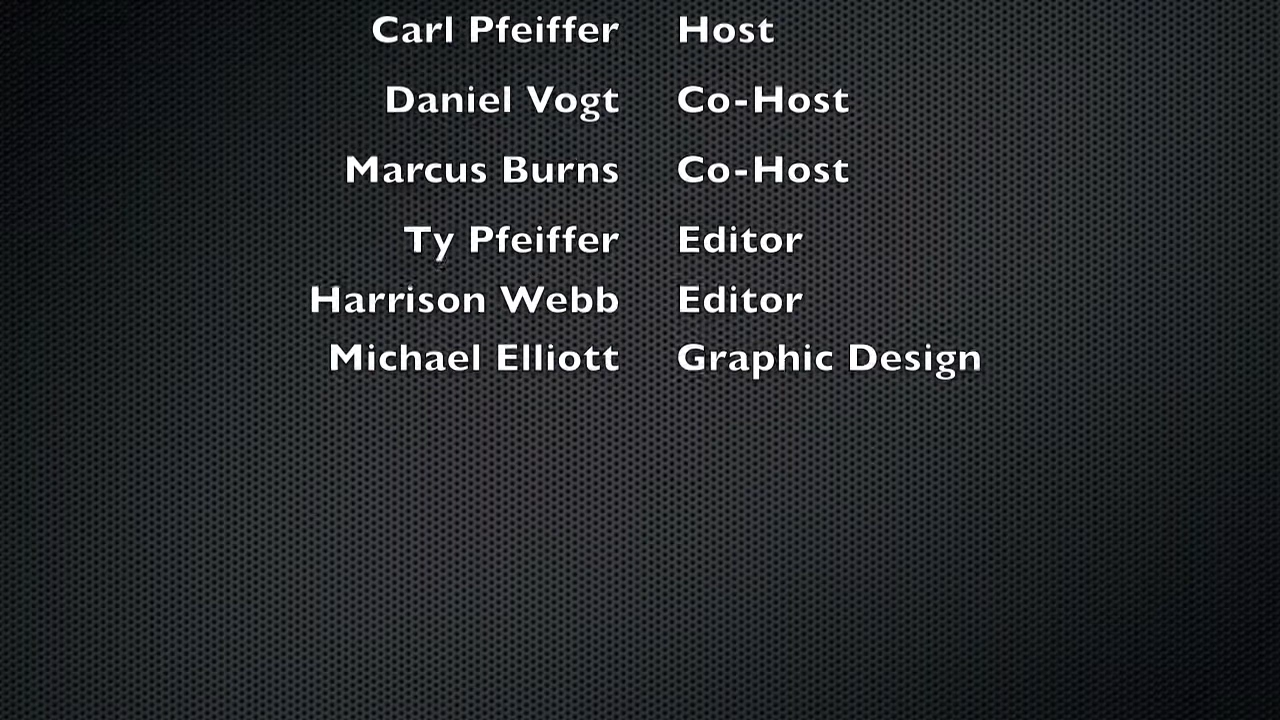 Carl Pfeiffer Host
Daniel Vogt Co-Host
Marcus Burns Co-Host
Ty Pfeiffer Editor
Harrison Webb Editor
Michael Elliott Graphic Design